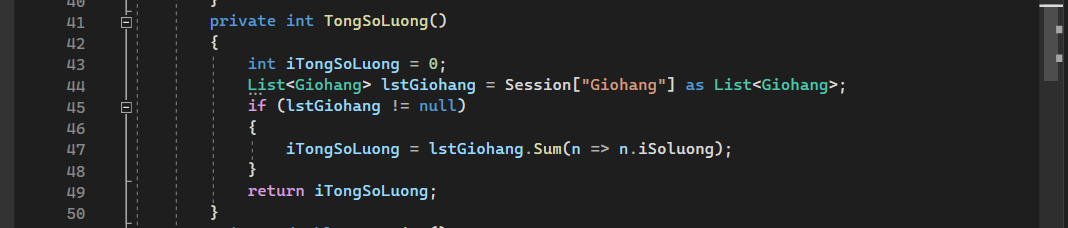 40 }
41 private int TongSoLuong()
42 {
43 int iTongSoLuong = 0;
44 List<Giohang> lstGiohang = Session["Giohang"] as List<Giohang>;
45 if (lstGiohang != null)
46 {
47 iTongSoLuong = lstGiohang.Sum(n => n.iSoluong);
48 }
49 return iTongSoLuong;
50 }